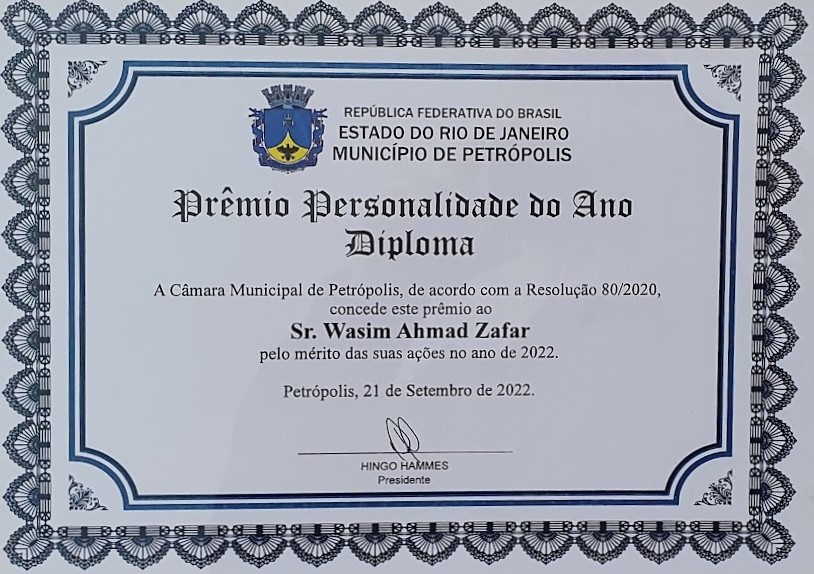 REPÚBLICA FEDERATIVA DO BRASIL
ESTADO DO RIO DE JANEIRO
MUNICÍPIO DE PETRÓPOLIS
Prêmio Personalidade do Ano
Diploma
A Câmara Municipal de Petrópolis, de acordo com a Resolução 80/2020,
concede este prêmio ao
Sr. Wasim Ahmad Zafar
pelo mérito das suas ações no ano de 2022.
Petrópolis, 21 de Setembro de 2022.
HINGO HAMMES
Presidente